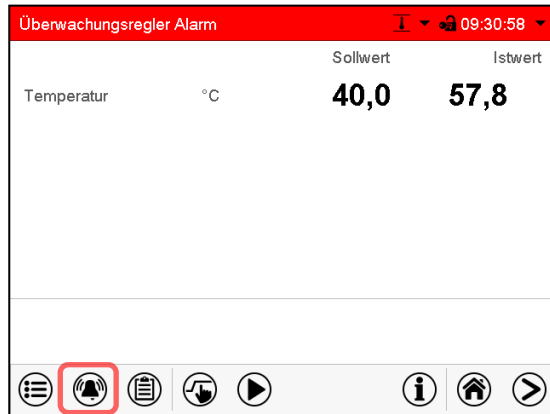 Überwachungsregler Alarm 09:30:58
Sollwert Istwert
Temperatur °C 40,0 57,8